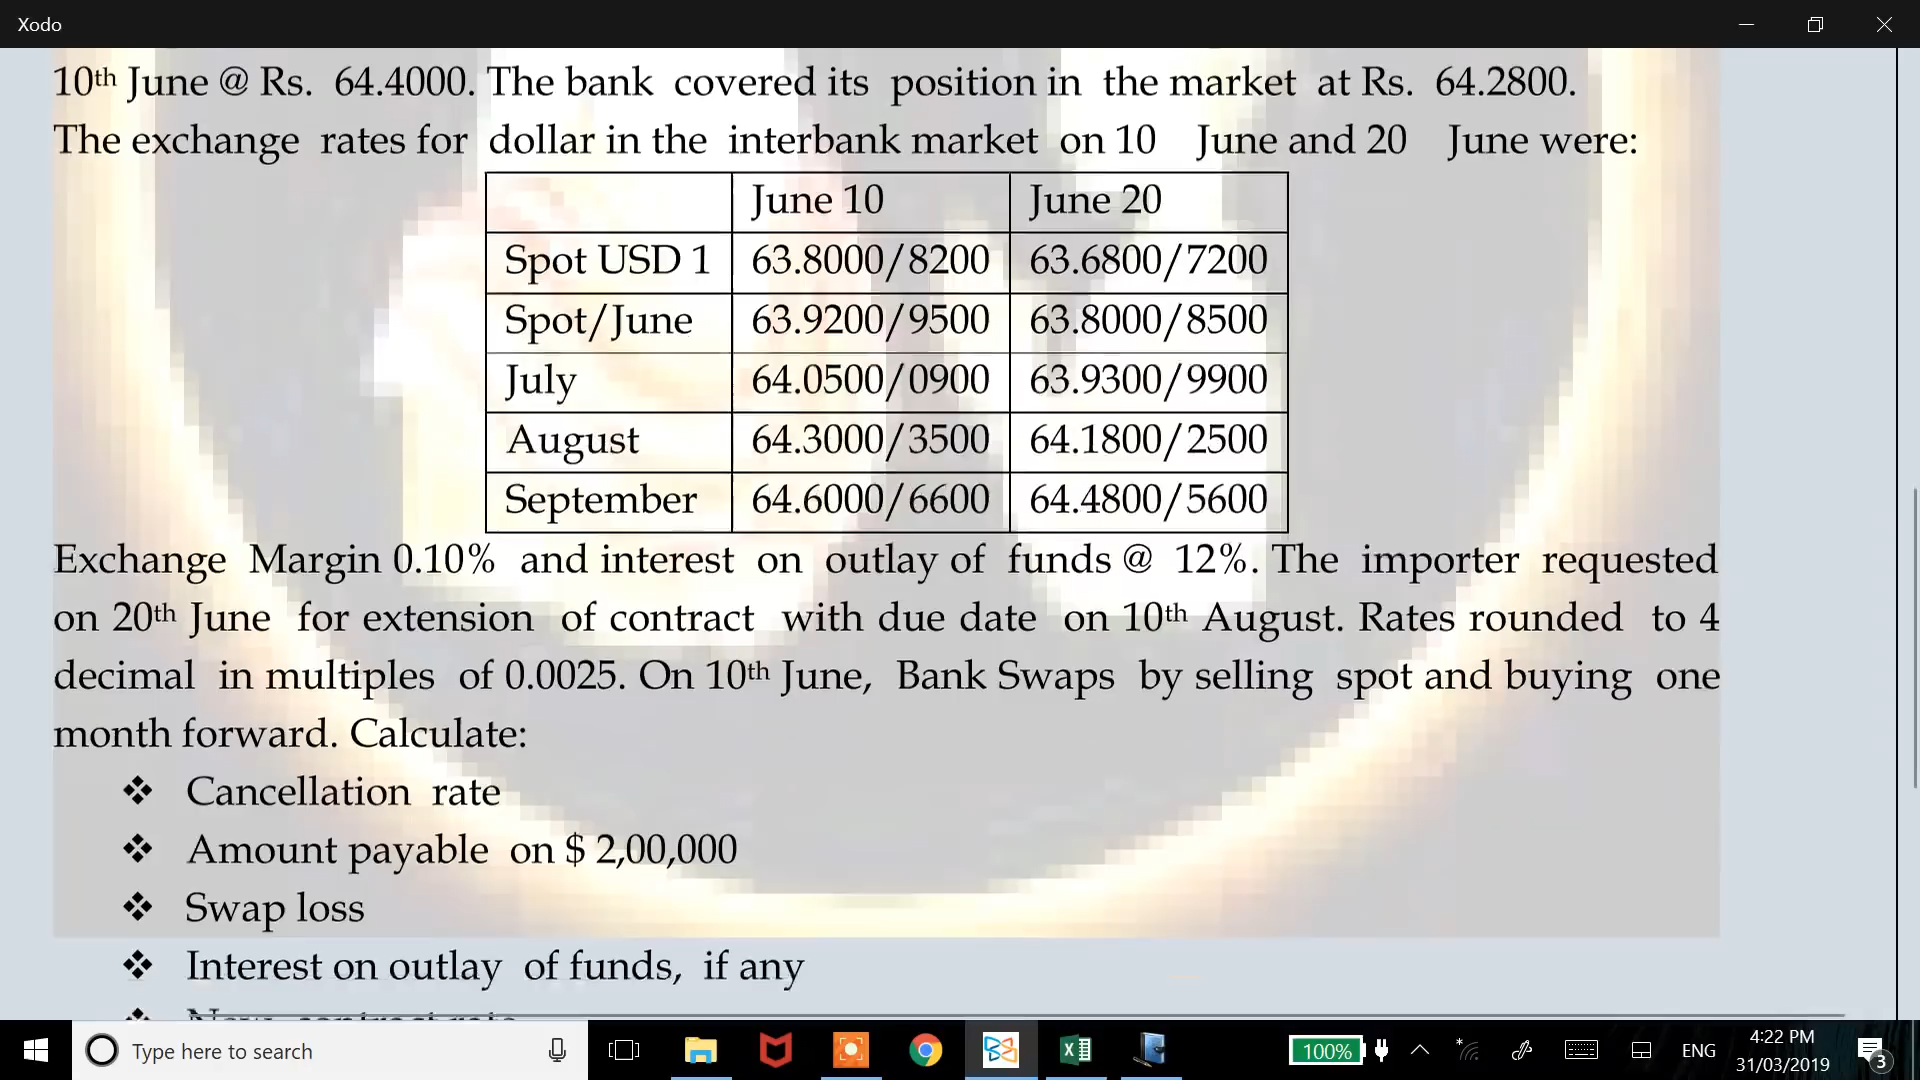 Xodo
10th June @ Rs. 64.4000. The bank covered its position in the market at Rs. 64.2800.
The exchange rates for dollar in the interbank market on 10 June and 20 June were:
June 10 June 20
Spot USD 1 63.8000/8200 63.6800/7200
Spot/June 63.9200/9500 63.8000/8500
July 64.0500/0900 63.9300/9900
August 64.3000/3500 64.1800/2500
September 64.6000/6600 64.4800/5600
Exchange Margin 0.10% and interest on outlay of funds @ 12%. The importer requested
on 20th June for extension of contract with due date on 10th August. Rates rounded to 4
decimal in multiples of 0.0025. On 10th June, Bank Swaps by selling spot and buying one
month forward. Calculate:
❖ Cancellation rate
❖ Amount payable on $ 2,00,000
❖ Swap loss
❖ Interest on outlay of funds, if any
Type here to search
100%
ENG
4:22 PM
31/03/2019
3